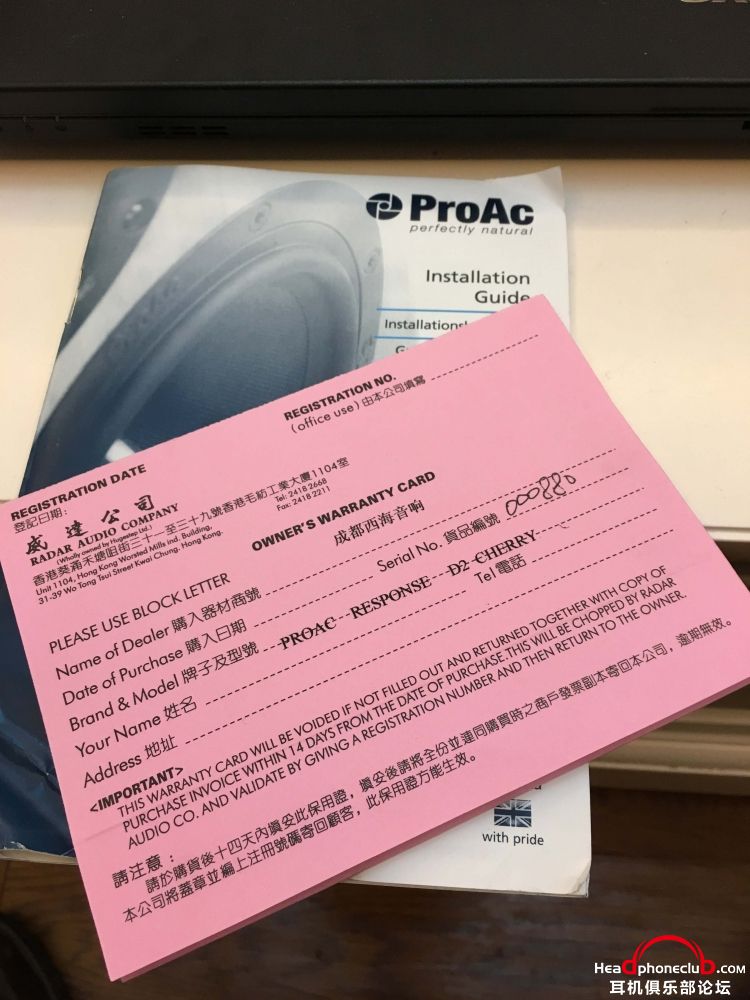 ProAc
perfectly natural
Installation
Guide
REGISTRATION NO.
(office use) 由本公司填寫
REGISTRATION DATE
登記日期：
威達公司
RADAR AUDIO COMPANY
(Wholly owned by Hugestep Ltd.)
香港葵涌禾塘咀街三十一至三十九號香港毛紡工業大廈1104室
Unit 1104, Hong Kong Worsted Mills Ind. Building,
31-39 Wo Tong Tsui Street Kwai Chung, Hong Kong.
Tel: 2418 2668
Fax: 2418 2211
OWNER'S WARRANTY CARD
成都西海音响
PLEASE USE BLOCK LETTER
Name of Dealer 購入器材商號
Serial No. 貨品編號 000880
Date of Purchase 購入日期
Brand & Model 牌子及型號 PROAC RESPONSE D2 CHERRY
Tel 電話
Your Name 姓名
Address 地址
<IMPORTANT>
THIS WARRANTY CARD WILL BE VOIDED IF NOT FILLED OUT AND RETURNED TOGETHER WITH COPY OF
PURCHASE INVOICE WITHIN 14 DAYS FROM THE DATE OF PURCHASE.THIS WILL BE CHOPPED BY RADAR
AUDIO CO. AND VALIDATE BY GIVING A REGISTRATION NUMBER AND THEN RETURN TO THE OWNER.
請注意：
請於購貨後十四天內填妥此保用證，填妥後請將全份並連同購買時之商戶發票副本寄回本公司，逾期無效。
本公司將蓋章並編上注冊號碼寄回顧客，此保用證方能生效。
with pride
Headphoneclub.com
耳机俱乐部论坛